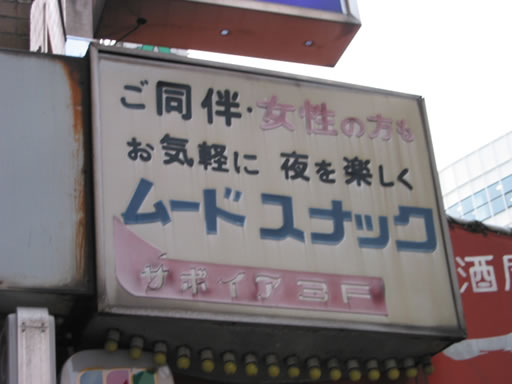 ご同伴・女性の方も
お気軽に 夜を楽しく
ムードスナック
サボイア3F
酒